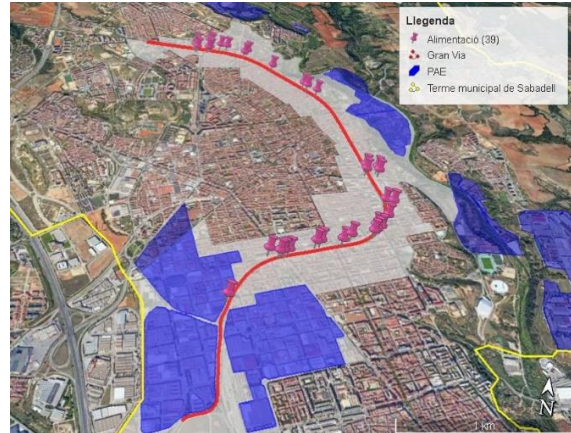 Llegenda
Alimentació (39)
Gran Via
PAE
Terme municipal de Sabadell
N
1 km